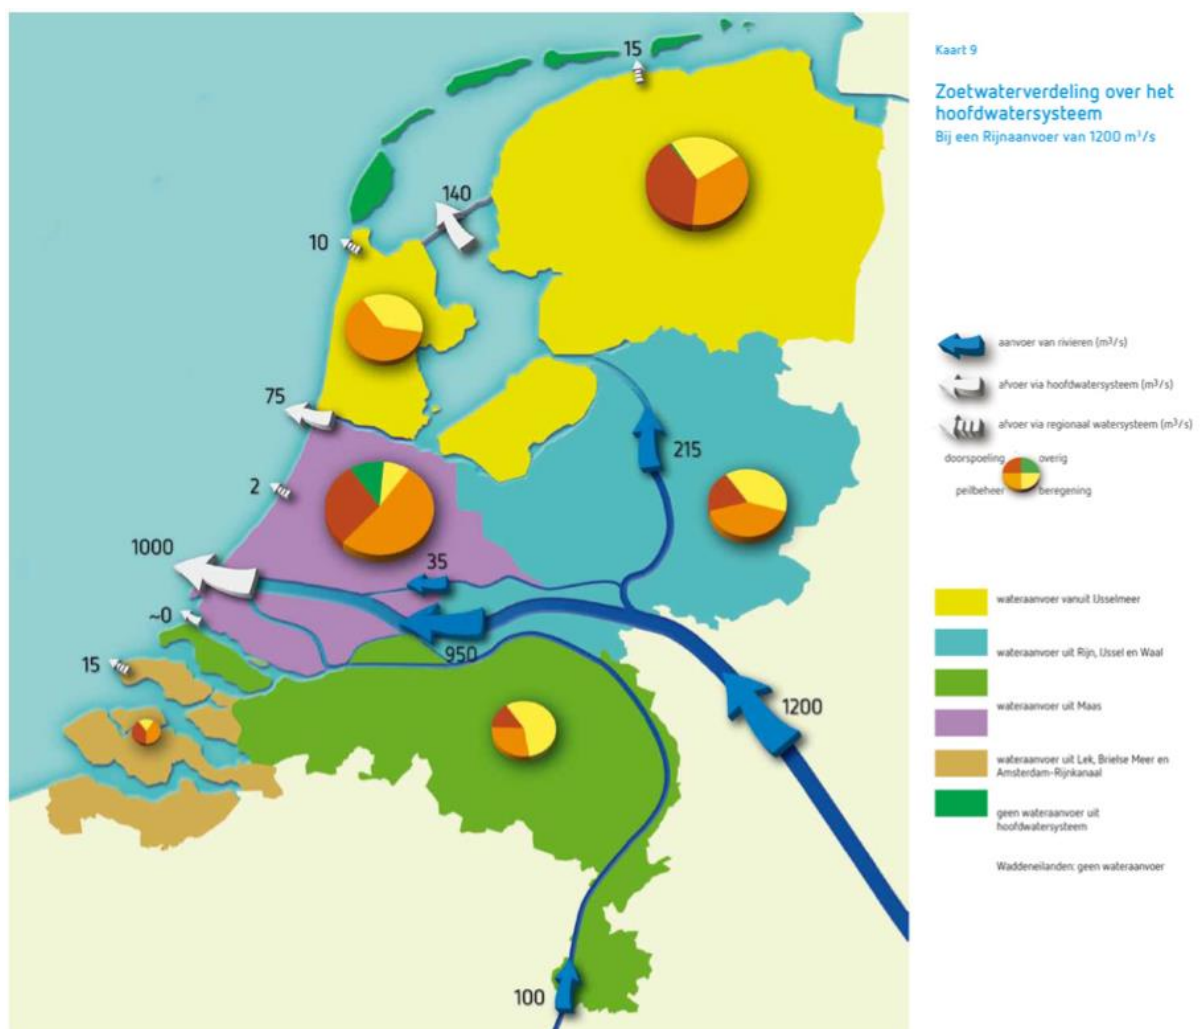 Kaart 9
Zoetwaterverdeling over het
hoofdwatersysteem
Bij een Rijnaanvoer van 1200 m³/s
15
140
10
75
2
1000
~0
15
35
950
215
1200
100
aanvoer van rivieren (m³/s)
afvoer via hoofdwatersysteem (m³/s)
afvoer via regionaal watersysteem (m³/s)
doorspoeling overig
peilbeheer beregening
wateraanvoer vanuit IJsselmeer
wateraanvoer uit Rijn, IJssel en Waal
wateraanvoer uit Maas
wateraanvoer uit Lek, Brielse Meer en
Amsterdam-Rijnkanaal
geen wateraanvoer uit
hoofdwatersysteem
Waddeneilanden: geen wateraanvoer